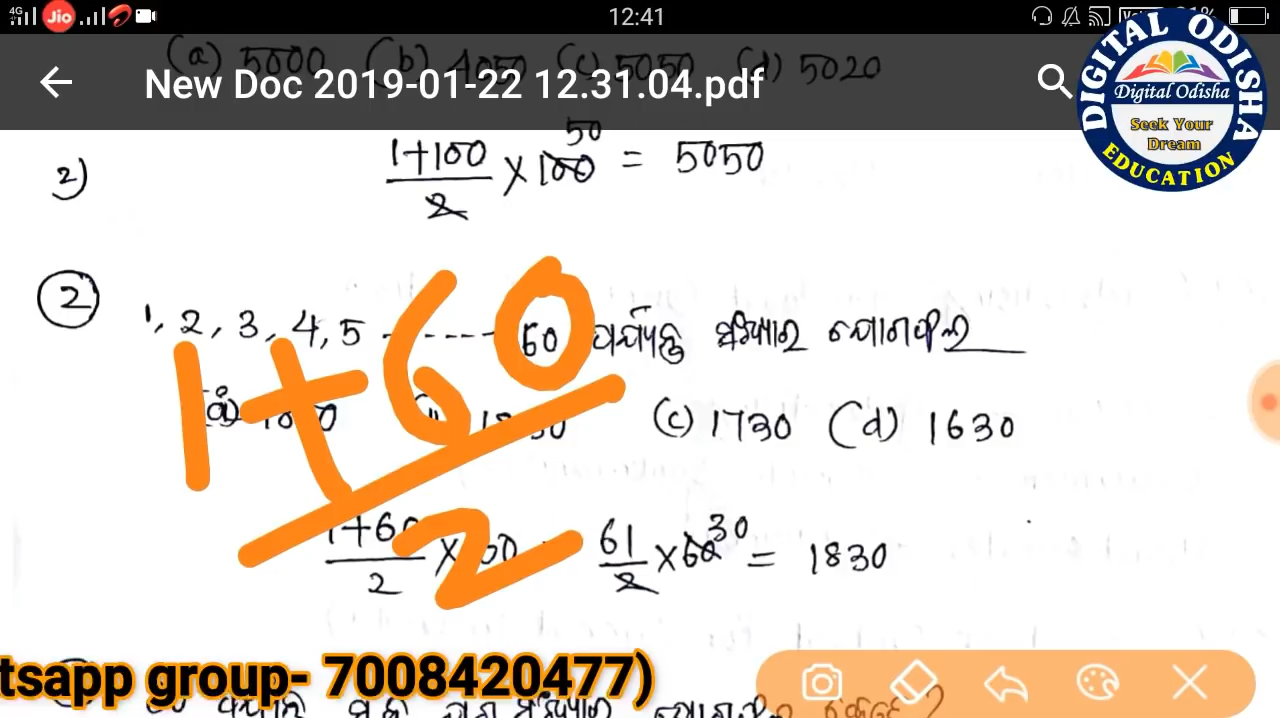 4G Jio 12:41
(a) 5000 (b) 4050 (c) 5050 (d) 5020
New Doc 2019-01-22 12.31.04.pdf
DIGITAL ODISHA
Digital Odisha
Seek Your
Dream
EDUCATION
2) 1+100/2 × 100 50 = 5050
2 1, 2, 3, 4, 5 ------ 60 ପର୍ଯ୍ୟନ୍ତ ସଂଖ୍ୟାର ଯୋଗଫଳ
(c) 1730 (d) 1630
1+60
2
1+60/2 × 60 = 61/2 × 60 30 = 1830
tsapp group- 7008420477)